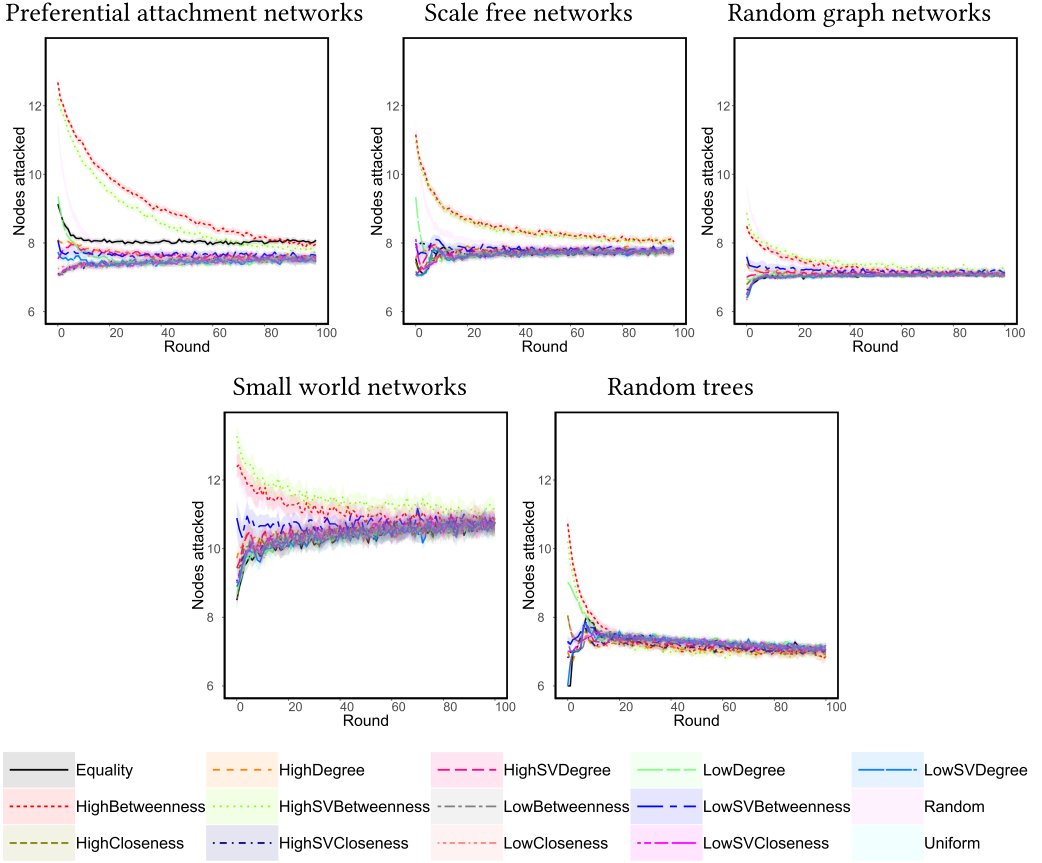 Preferential attachment networks
Scale free networks
Random graph networks
Nodes attacked
12
10
8
6
0 20 40 60 80 100
Round
Nodes attacked
12
10
8
6
0 20 40 60 80 100
Round
Nodes attacked
12
10
8
6
0 20 40 60 80 100
Round
Small world networks
Random trees
Nodes attacked
12
10
8
6
0 20 40 60 80 100
Round
Nodes attacked
12
10
8
6
0 20 40 60 80 100
Round
Equality HighDegree HighSVDegree LowDegree LowSVDegree
HighBetweenness HighSVBetweenness LowBetweenness LowSVBetweenness Random
HighCloseness HighSVCloseness LowCloseness LowSVCloseness Uniform